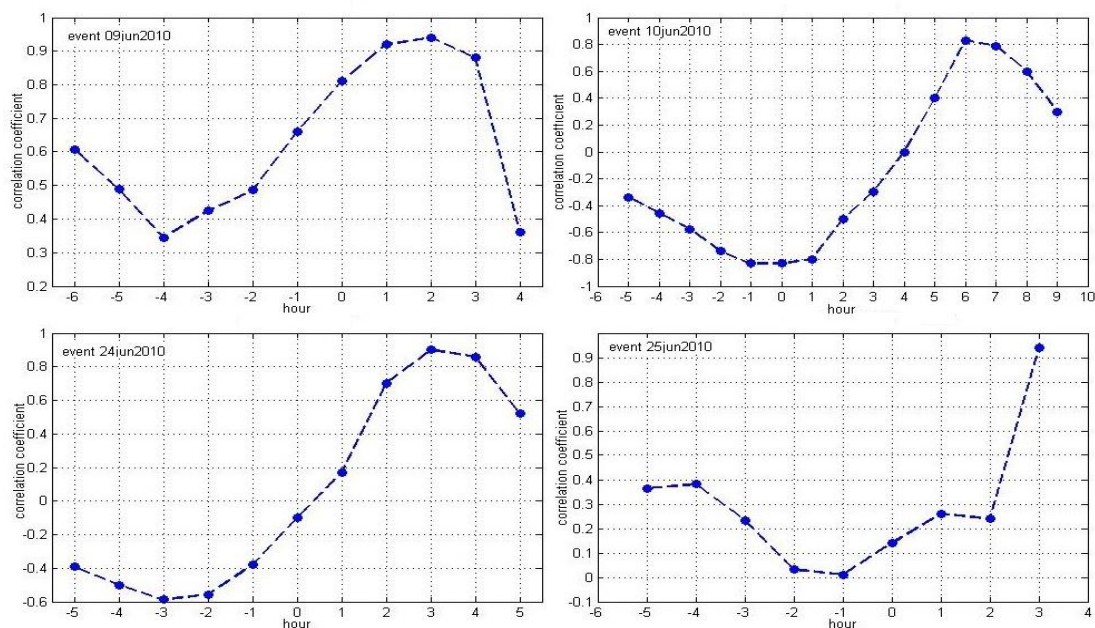 1
event 09jun2010
0.9
0.8
0.7
0.6
0.5
0.4
0.3
0.2
correlation coefficient
-6 -5 -4 -3 -2 -1 0 1 2 3 4
hour
1
event 10jun2010
0.8
0.6
0.4
0.2
0
-0.2
-0.4
-0.6
-0.8
-1
correlation coefficient
-6 -5 -4 -3 -2 -1 0 1 2 3 4 5 6 7 8 9 10
hour
1
event 24jun2010
0.8
0.6
0.4
0.2
0
-0.2
-0.4
-0.6
correlation coefficient
-5 -4 -3 -2 -1 0 1 2 3 4 5
hour
event 25jun2010
0.9
0.8
0.7
0.6
0.5
0.4
0.3
0.2
0.1
0
-0.1
correlation coefficient
-6 -5 -4 -3 -2 -1 0 1 2 3 4
hour